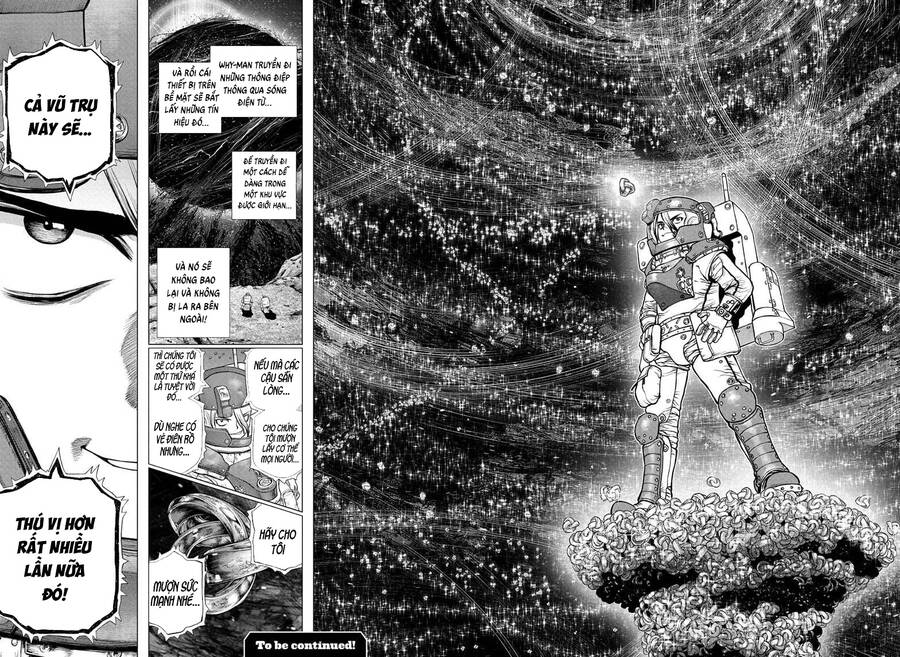 WHY-MAN TRUYỀN ĐI
NHỮNG THÔNG ĐIỆP
THÔNG QUA SÓNG
ĐIỆN TỪ...
VÀ RỒI CÁI
THIẾT BỊ TRÊN
BỀ MẶT SẼ BẮT
LẤY NHỮNG TÍN
HIỆU ĐÓ...
ĐỂ TRUYỀN ĐI
MỘT CÁCH DỄ
DÀNG TRONG
MỘT KHU VỰC
ĐƯỢC GIỚI HẠN...
VÀ NÓ SẼ
KHÔNG BAO
LẠI VÀ KHÔNG
BỊ LA RA BÊN
NGOÀI!
NẾU MÀ CÁC
CẬU SẴN
LÒNG...
CHO CHÚNG
TÔI MƯỢN
LẤY CƠ THỂ
MỌI NGƯỜI...
THÌ CHÚNG TÔI
SẼ CÓ ĐƯỢC
MỘT THỨ KHÁ
LÀ TUYỆT VỜI
ĐÓ...
DÙ NGHE CÓ
VẺ ĐIÊN RỒ
NHƯNG...
HÃY CHO
TÔI
MƯỢN SỨC
MẠNH NHÉ...
CẢ VŨ TRỤ
NÀY SẼ...
THÚ VỊ HƠN
RẤT NHIỀU
LẦN NỮA
ĐÓ!
To be continued!